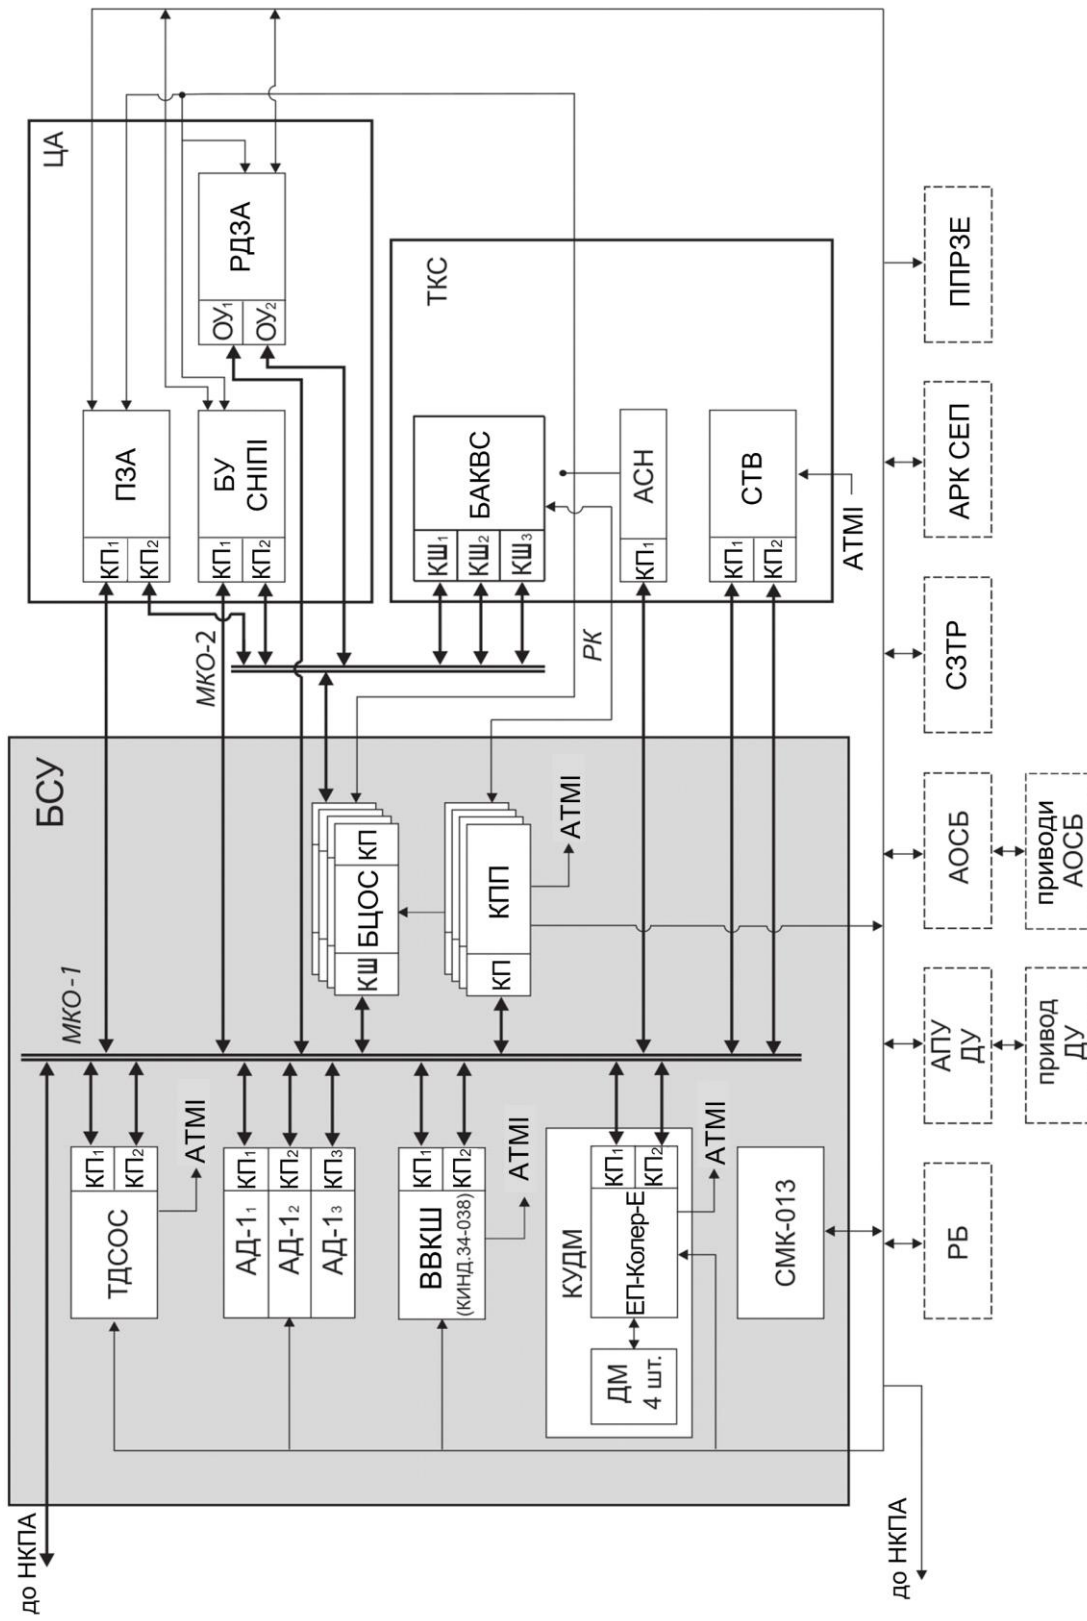 до НКПА
БСУ
МКО-1
ТДСОС
КП1
КП2
АТМІ
АД-11
АД-12
АД-13
КП1
КП2
КП3
ВВКШ
(КИНД.34-038)
КП1
КП2
АТМІ
КУДМ
ДМ
4 шт.
ЕП-Колер-Е
КП1
КП2
АТМІ
СМК-013
КШ
БЦОС
КП
КП
КПП
АТМІ
МКО-2
РК
ЦА
КП1
КП2
ПЗА
КП1
КП2
БУ
СНІПІ
ОУ1
ОУ2
РДЗА
ТКС
КШ1
КШ2
КШ3
БАКВС
КП1
АСН
КП1
КП2
СТВ
АТМІ
до НКПА
РБ
АПУ
ДУ
АОСБ
СЗТР
АРК СЕП
ППРЗЕ
привод
ДУ
приводи
АОСБ